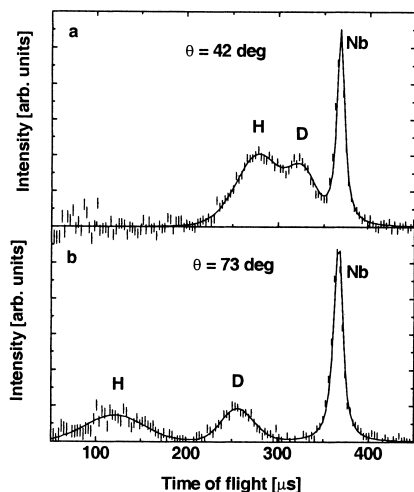 a
θ = 42 deg
Nb
H
D
Intensity [arb. units]
b
θ = 73 deg
Nb
H
D
Intensity [arb. units]
100 200 300 400
Time of flight [μs]